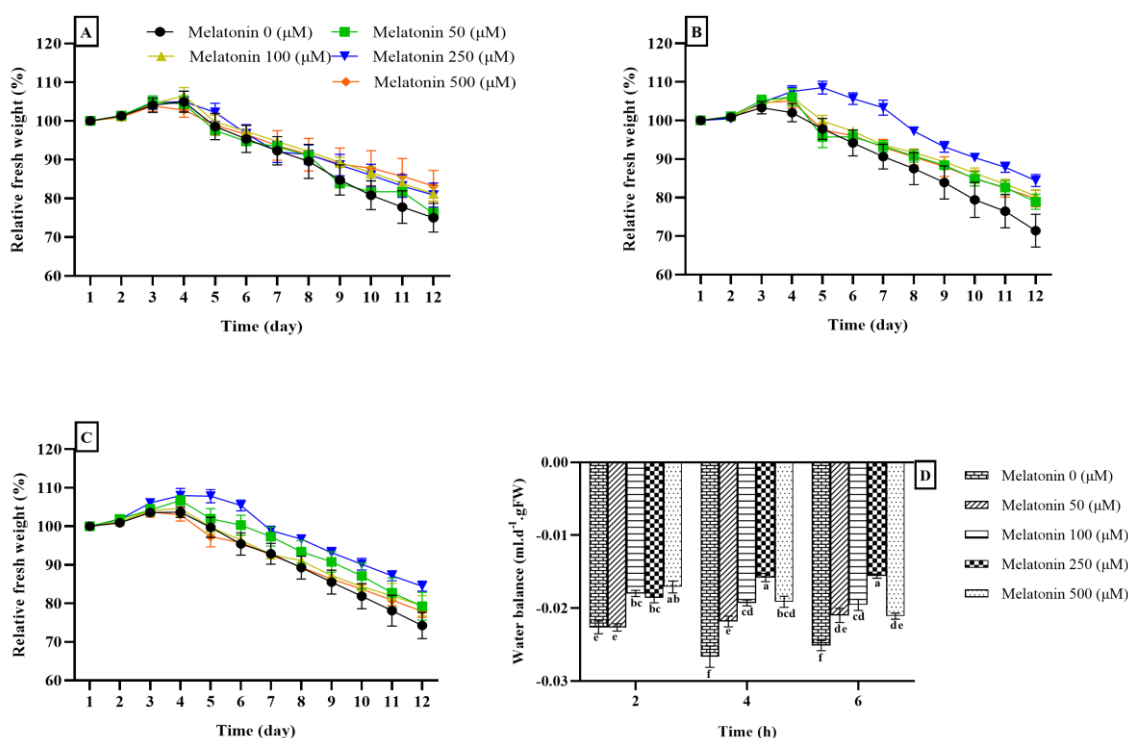 A
Melatonin 0 (μM)
Melatonin 50 (μM)
Melatonin 100 (μM)
Melatonin 250 (μM)
Melatonin 500 (μM)
Relative fresh weight (%)
120
110
100
90
80
70
60
1 2 3 4 5 6 7 8 9 10 11 12
Time (day)
B
Relative fresh weight (%)
120
110
100
90
80
70
60
1 2 3 4 5 6 7 8 9 10 11 12
Time (day)
C
Relative fresh weight (%)
120
110
100
90
80
70
60
1 2 3 4 5 6 7 8 9 10 11 12
Time (day)
D
Water balance (ml.d⁻¹.gFW)
0.00
-0.01
-0.02
-0.03
e e bc bc ab
f e cd a bcd
f de cd a de
2 4 6
Time (h)
Melatonin 0 (μM)
Melatonin 50 (μM)
Melatonin 100 (μM)
Melatonin 250 (μM)
Melatonin 500 (μM)